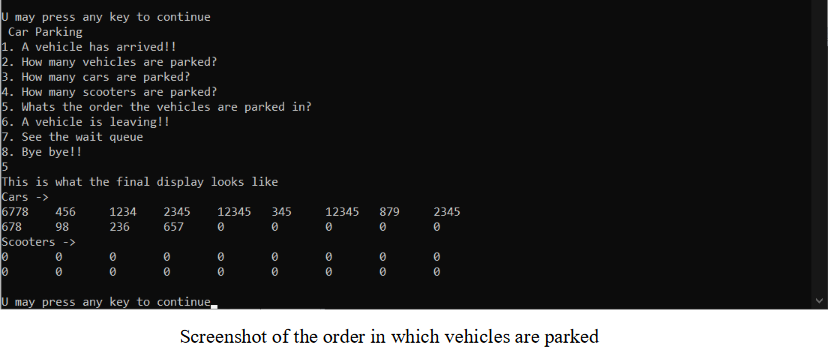 U may press any key to continue
Car Parking
1. A vehicle has arrived!!
2. How many vehicles are parked?
3. How many cars are parked?
4. How many scooters are parked?
5. Whats the order the vehicles are parked in?
6. A vehicle is leaving!!
7. See the wait queue
8. Bye bye!!
5
This is what the final display looks like
Cars ->
6778 456 1234 2345 12345 345 12345 879 2345
678 98 236 657 0 0 0 0 0
Scooters ->
0 0 0 0 0 0 0 0 0
0 0 0 0 0 0 0 0 0
U may press any key to continue
Screenshot of the order in which vehicles are parked